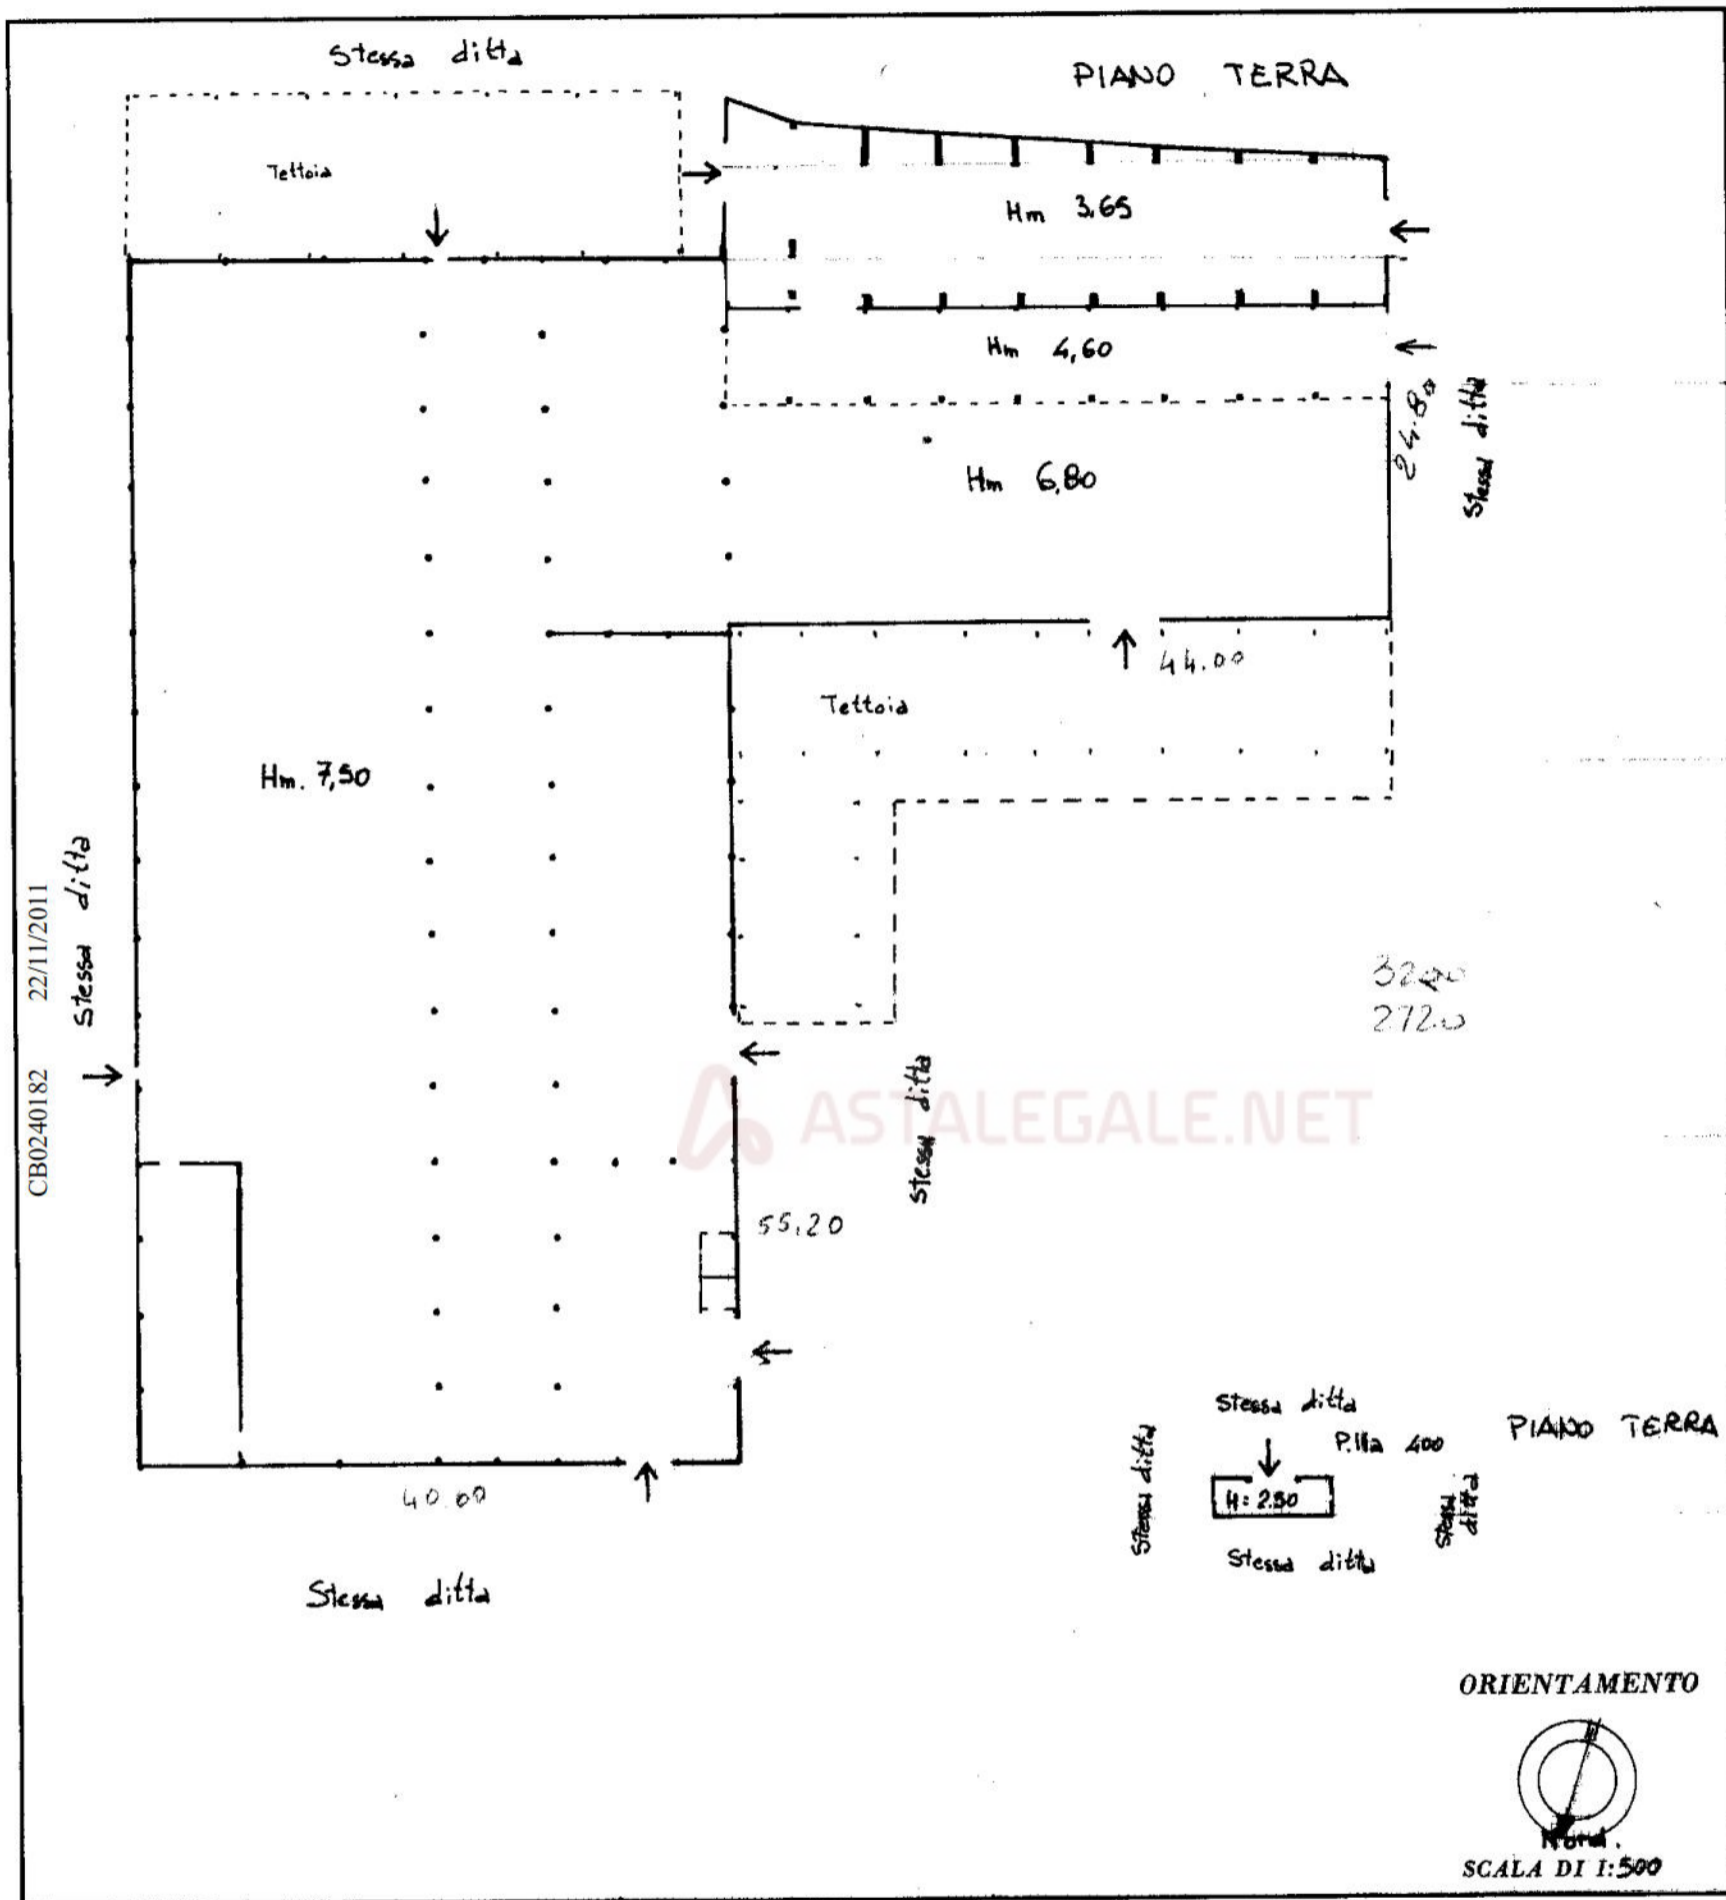 Stessa ditta
PIANO TERRA
Tettoia
Hm 3,65
Hm 4,60
24.80
Stessa ditta
Hm 6,80
44.00
Tettoia
Hm. 7,50
Stessa ditta
CB0240182 22/11/2011
2720
ASTALEGALE.NET
Stessa ditta
55,20
40.60
Stessa ditta
Stessa ditta
P.lla 400
PIANO TERRA
Stessa ditta
H: 2.50
Stessa
ditta
Stessa ditta
ORIENTAMENTO
Nord.
SCALA DI 1:500